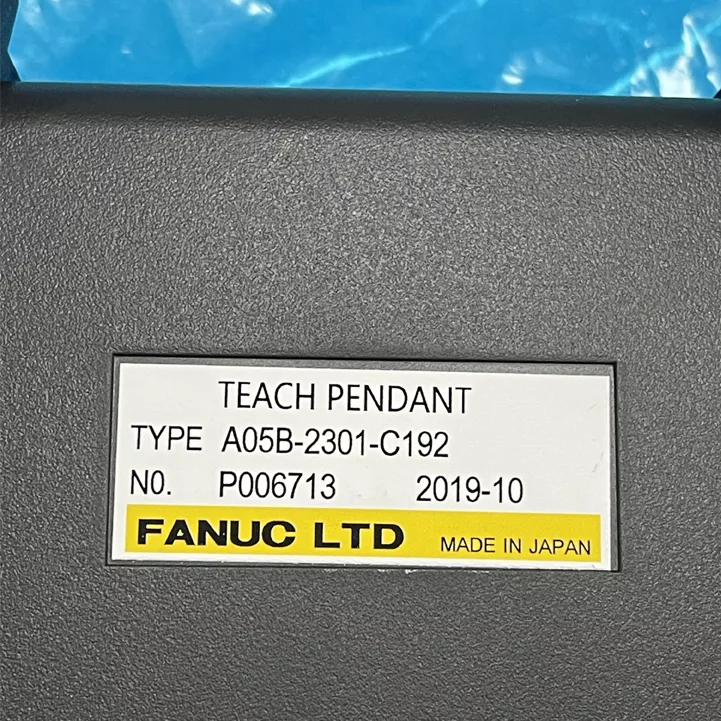 TEACH PENDANT
TYPE A05B-2301-C192
N0. P006713 2019-10
FANUC LTD MADE IN JAPAN